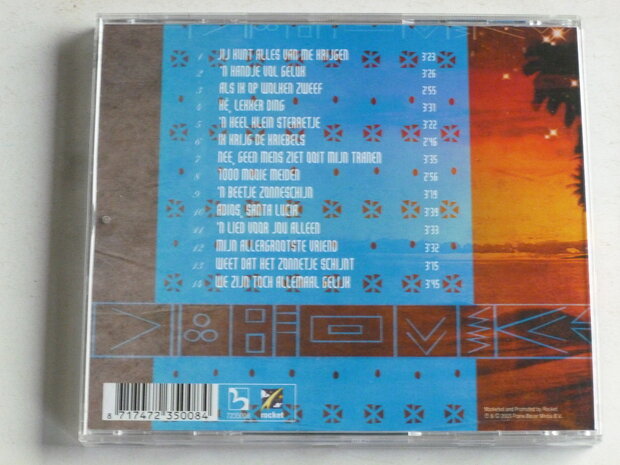 1 JIJ KUNT ALLES VAN ME KRIJGEN 3:23
2 'N HANDJE VOL GELUK 3:26
3 ALS IK OP WOLKEN ZWEEF 2:55
4 HÉ, LEKKER DING 3:31
5 'N HEEL KLEIN STERRETJE 3:22
6 IK KRIJG DE KRIEBELS 2:46
7 NEE, GEEN MENS ZIET OOIT MIJN TRANEN 3:35
8 1000 MOOIE MEIDEN 2:56
9 'N BEETJE ZONNESCHIJN 3:19
10 ADIOS, SANTA LUCIA 3:39
11 'N LIED VOOR JOU ALLEEN 3:33
12 MIJN ALLERGROOTSTE VRIEND 3:32
13 WEET DAT HET ZONNETJE SCHIJNT 3:15
14 WE ZIJN TOCH ALLEMAAL GELIJK 3:45
8 717472 350084
7235008
rocket
Marketed and Promoted by Rocket